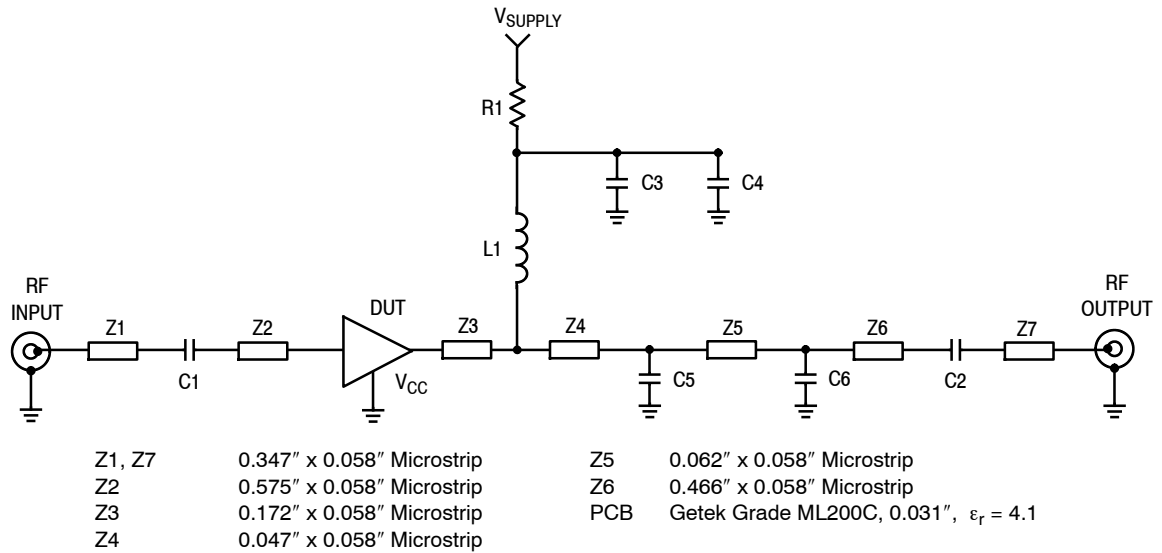 V_SUPPLY
R1
C3
C4
L1
RF
INPUT
Z1
C1
Z2
DUT
V_CC
Z3
Z4
C5
Z5
C6
Z6
C2
Z7
RF
OUTPUT
Z1, Z7 0.347″ x 0.058″ Microstrip
Z2 0.575″ x 0.058″ Microstrip
Z3 0.172″ x 0.058″ Microstrip
Z4 0.047″ x 0.058″ Microstrip
Z5 0.062″ x 0.058″ Microstrip
Z6 0.466″ x 0.058″ Microstrip
PCB Getek Grade ML200C, 0.031″, ε_r = 4.1